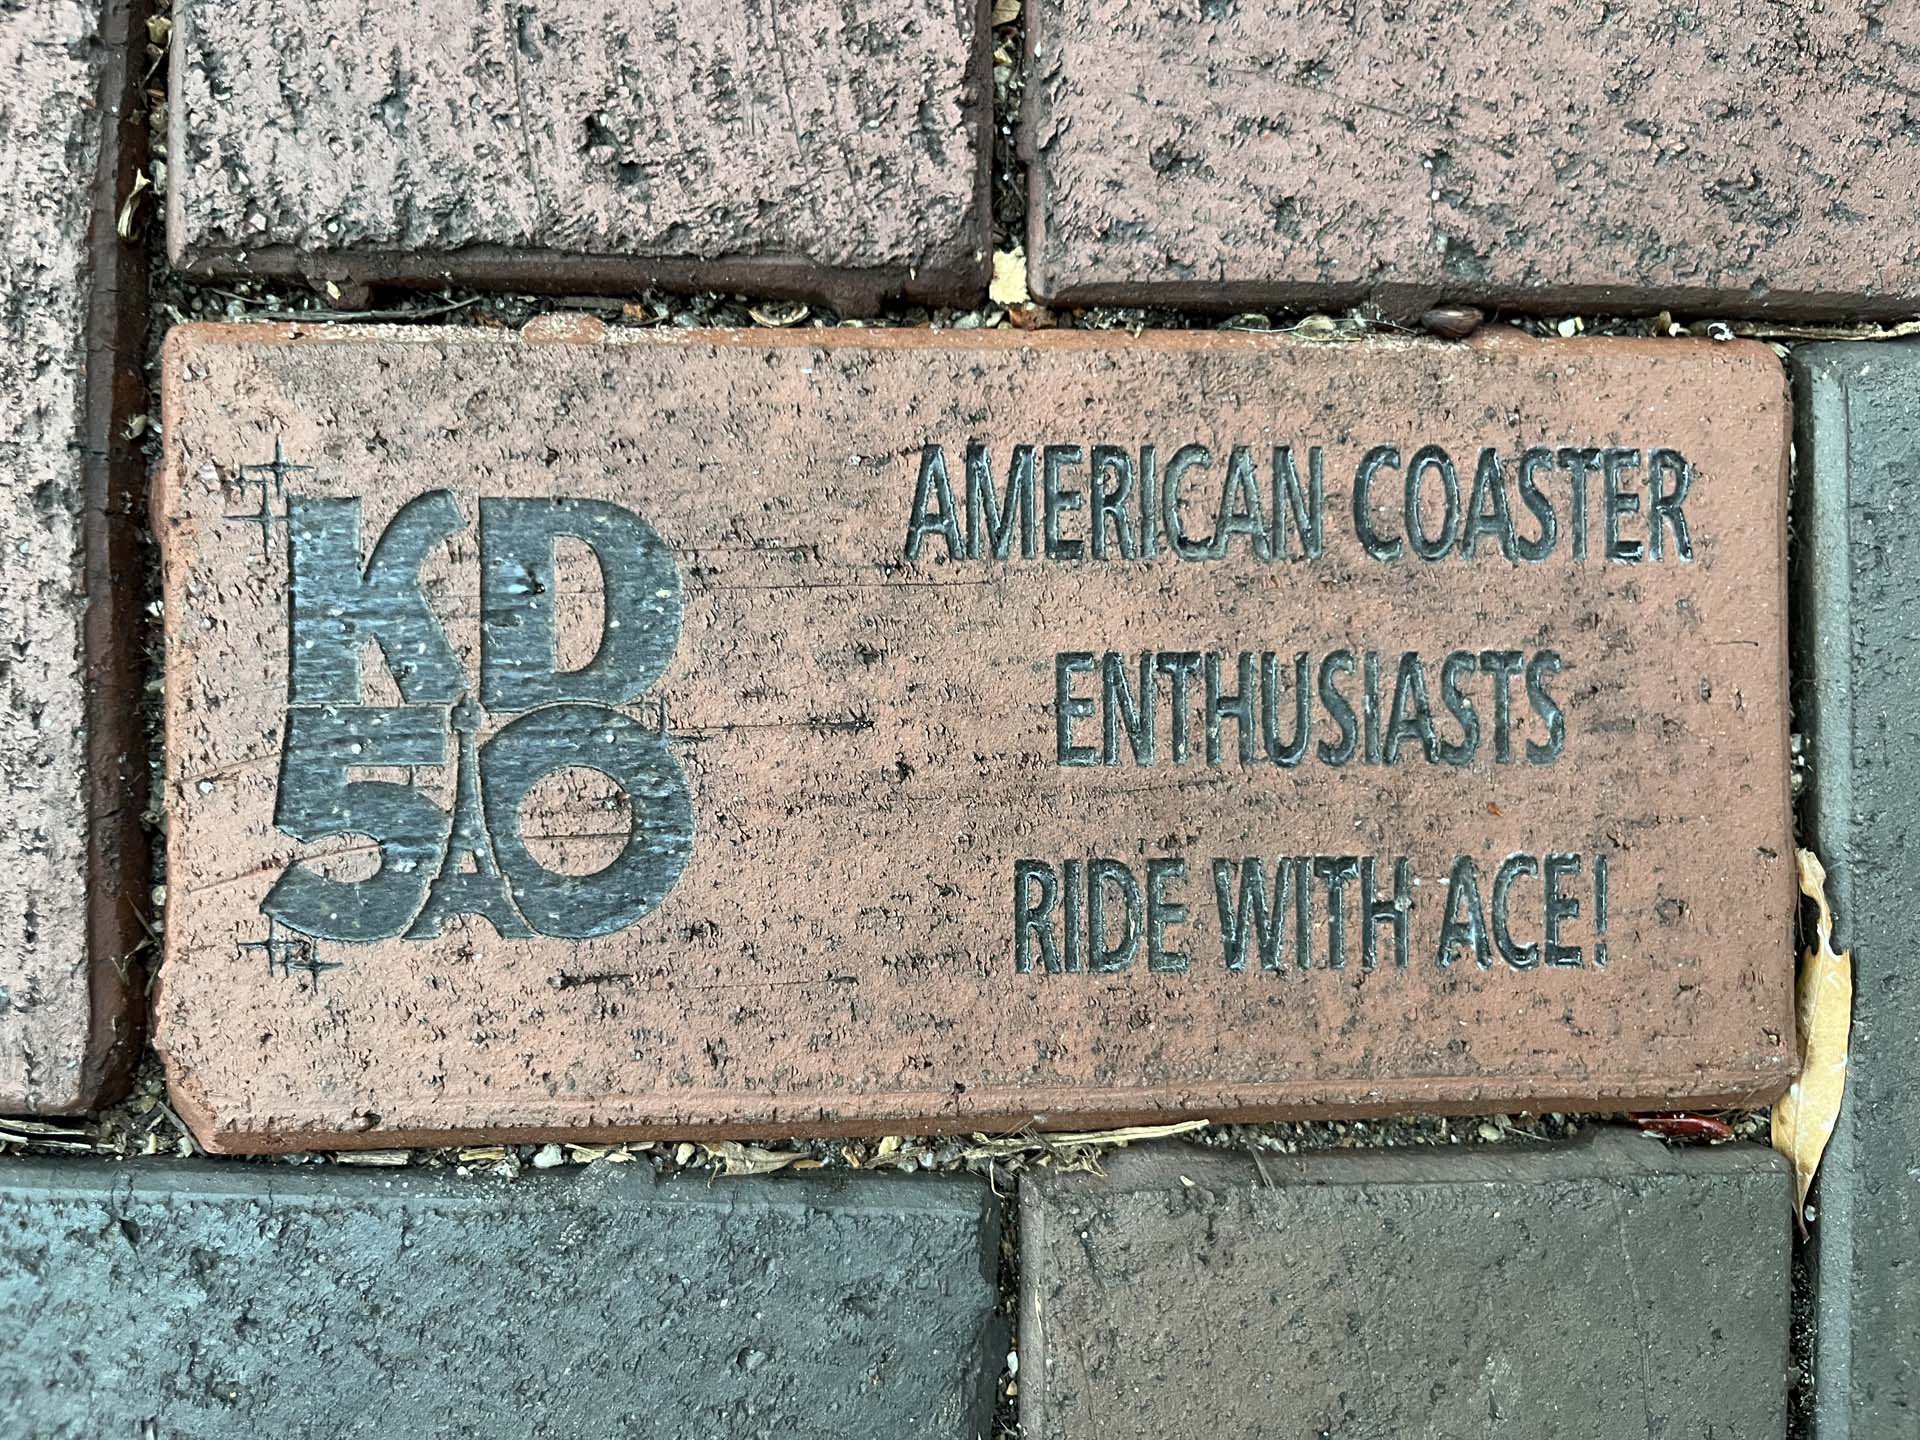 KD
50
AMERICAN COASTER
ENTHUSIASTS
RIDE WITH ACE!